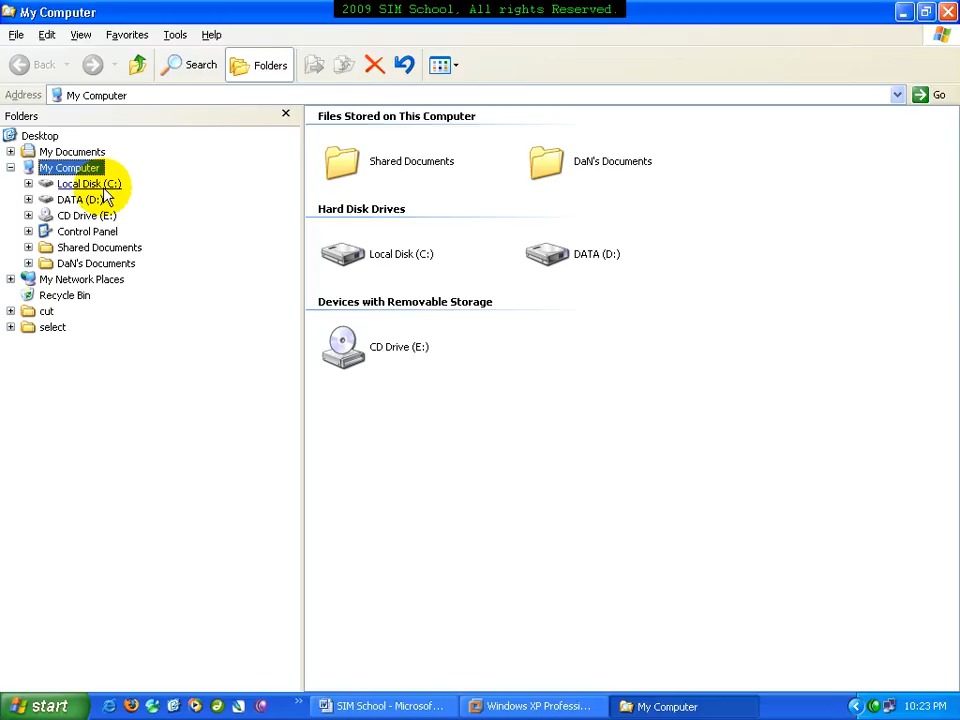 My Computer
2009 SIM School. All rights Reserved.
File Edit View Favorites Tools Help
Back Search Folders
Address My Computer Go
Folders
Desktop
My Documents
My Computer
Local Disk (C:)
DATA (D:)
CD Drive (E:)
Control Panel
Shared Documents
DaN's Documents
My Network Places
Recycle Bin
cut
select
Files Stored on This Computer
Shared Documents DaN's Documents
Hard Disk Drives
Local Disk (C:) DATA (D:)
Devices with Removable Storage
CD Drive (E:)
start SIM School - Microsof... Windows XP Professi... My Computer 10:23 PM